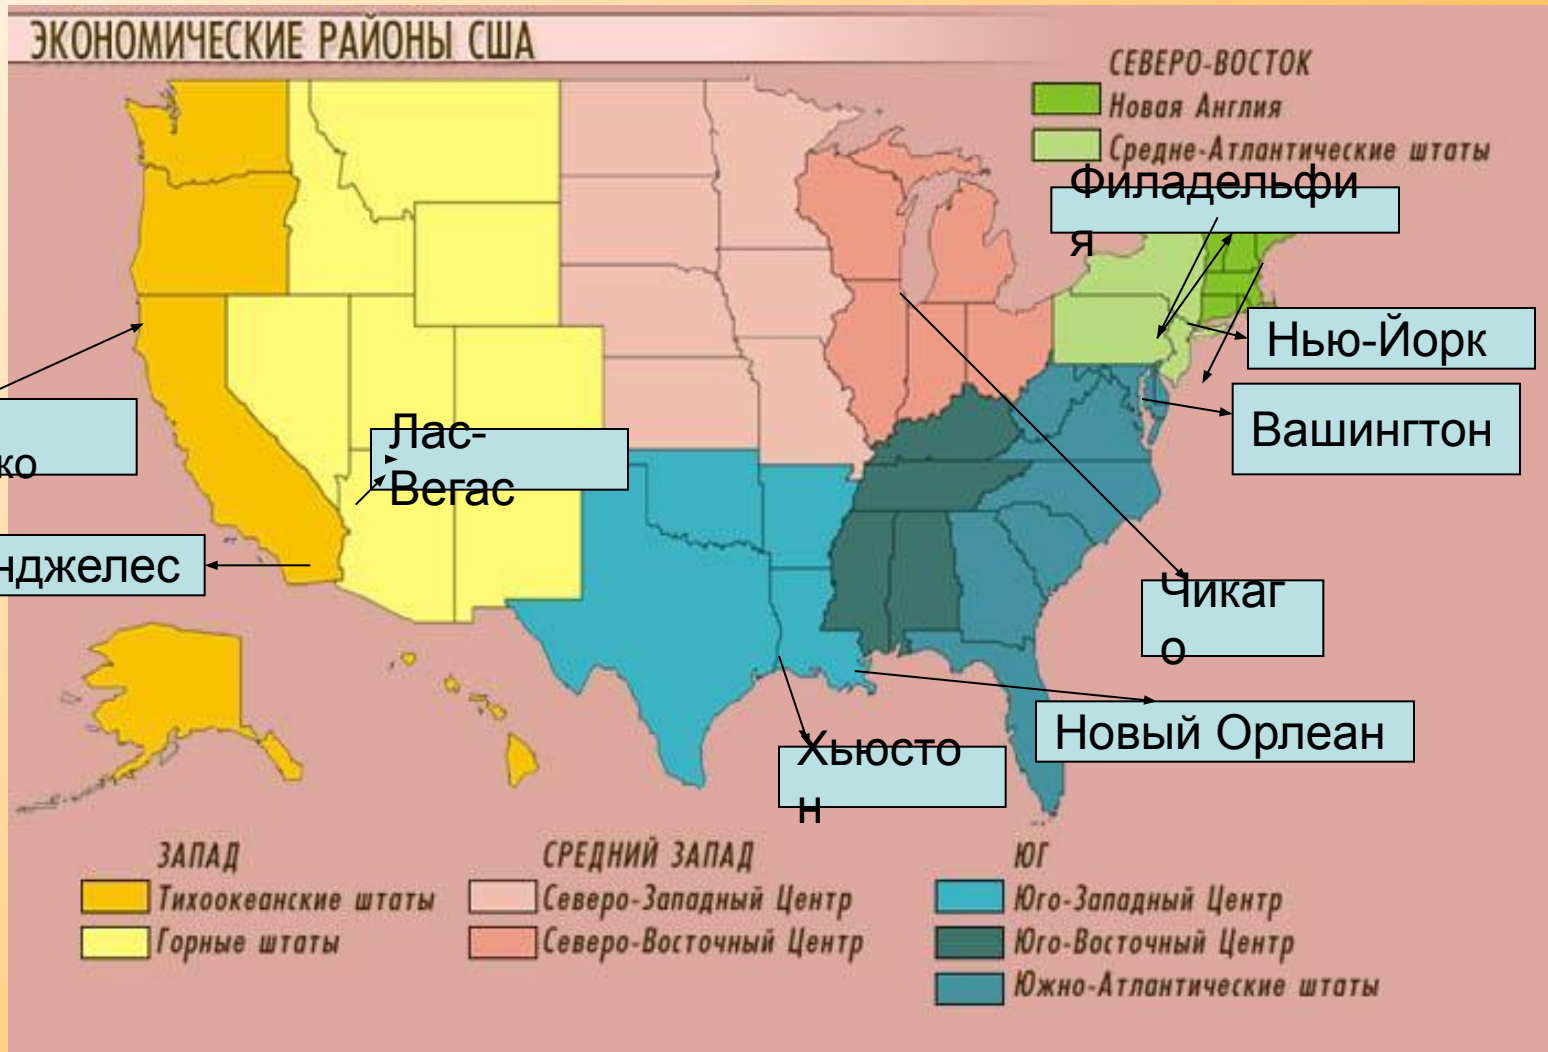 ЭКОНОМИЧЕСКИЕ РАЙОНЫ США
СЕВЕРО-ВОСТОК
Новая Англия
Средне-Атлантические штаты
Филадельфи
я
Нью-Йорк
Вашингтон
ко
Лас-
Вегас
нджелес
Чикаг
о
Новый Орлеан
Хьюсто
н
ЗАПАД
Тихоокеанские штаты
Горные штаты
СРЕДНИЙ ЗАПАД
Северо-Западный Центр
Северо-Восточный Центр
ЮГ
Юго-Западный Центр
Юго-Восточный Центр
Южно-Атлантические штаты